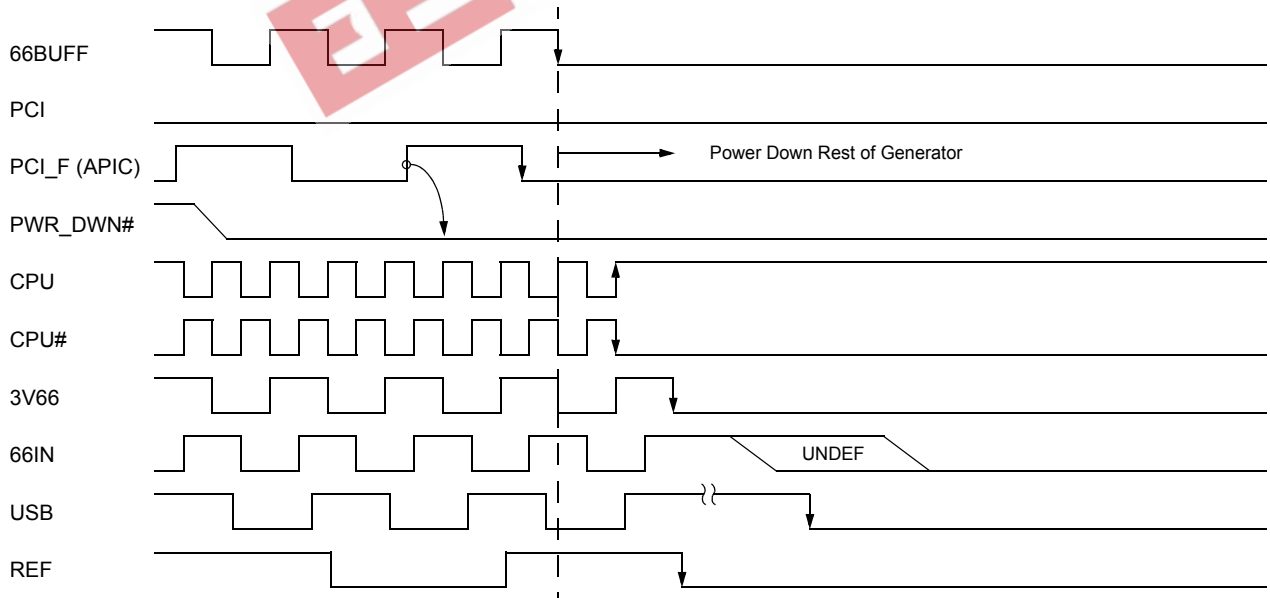 66BUFF
PCI
PCI_F (APIC)
Power Down Rest of Generator
PWR_DWN#
CPU
CPU#
3V66
66IN
UNDEF
USB
REF